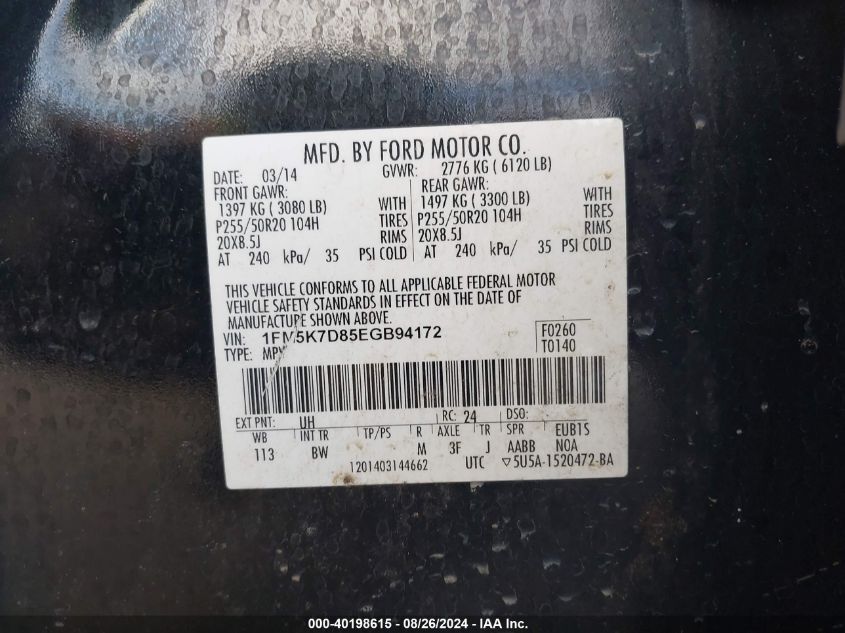 MFD. BY FORD MOTOR CO.
DATE: 03/14 GVWR: 2776 KG ( 6120 LB)
FRONT GAWR: REAR GAWR:
1397 KG ( 3080 LB) WITH 1497 KG ( 3300 LB) WITH
P255/50R20 104H TIRES P255/50R20 104H TIRES
20X8.5J RIMS 20X8.5J RIMS
AT 240 kPa/ 35 PSI COLD AT 240 kPa/ 35 PSI COLD
THIS VEHICLE CONFORMS TO ALL APPLICABLE FEDERAL MOTOR
VEHICLE SAFETY STANDARDS IN EFFECT ON THE DATE OF
MANUFACTURE SHOWN ABOVE.
VIN: 1FM5K7D85EGB94172 F0260
TYPE: MPV T0140
EXT PNT: UH RC: 24 DSO:
WB INT TR TP/PS R AXLE TR SPR EUB1S
113 BW M 3F J AABB NOA
1201403144662 UTC ▽5U5A-1520472-BA
000-40198615 - 08/26/2024 - IAA Inc.